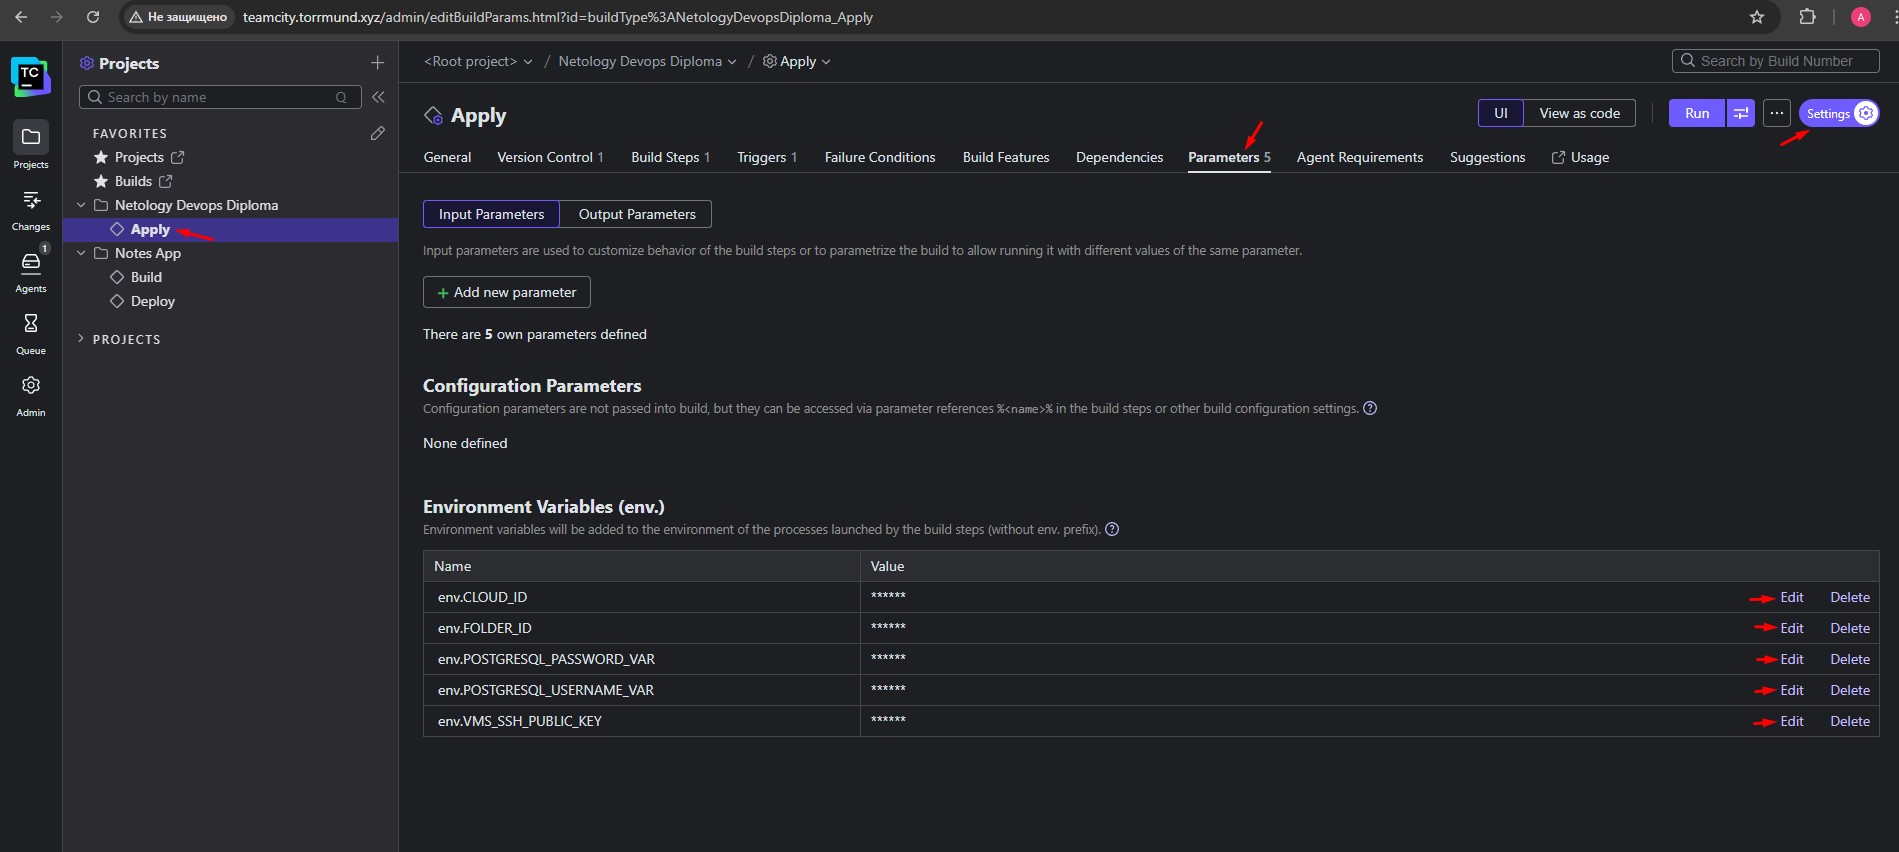 Не защищено teamcity.torrmund.xyz/admin/editBuildParams.html?id=buildType%3ANetologyDevopsDiploma_Apply
A
TC
Projects
Changes
1
Agents
Queue
Admin
Projects
Search by name Q
FAVORITES
Projects
Builds
Netology Devops Diploma
Apply
Notes App
Build
Deploy
PROJECTS
<Root project> / Netology Devops Diploma / Apply
Search by Build Number
Apply
UI View as code Run ... Settings
General Version Control 1 Build Steps 1 Triggers 1 Failure Conditions Build Features Dependencies Parameters 5 Agent Requirements Suggestions Usage
Input Parameters Output Parameters
Input parameters are used to customize behavior of the build steps or to parametrize the build to allow running it with different values of the same parameter.
+ Add new parameter
There are 5 own parameters defined
Configuration Parameters
Configuration parameters are not passed into build, but they can be accessed via parameter references %<name>% in the build steps or other build configuration settings. ?
None defined
Environment Variables (env.)
Environment variables will be added to the environment of the processes launched by the build steps (without env. prefix). ?
Name Value
env.CLOUD_ID ****** Edit Delete
env.FOLDER_ID ****** Edit Delete
env.POSTGRESQL_PASSWORD_VAR ****** Edit Delete
env.POSTGRESQL_USERNAME_VAR ****** Edit Delete
env.VMS_SSH_PUBLIC_KEY ****** Edit Delete